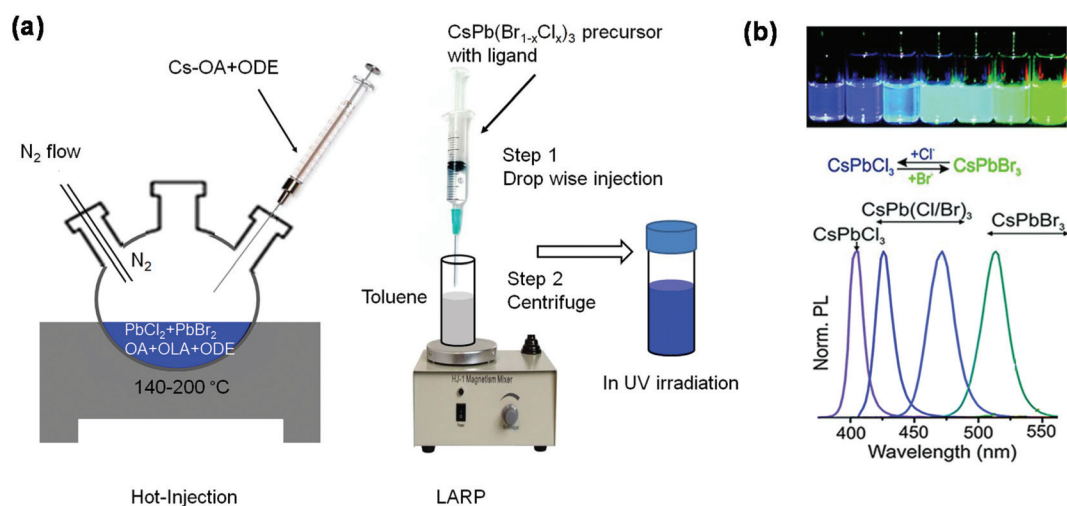 (a)
Cs-OA+ODE
N₂ flow
N₂
PbCl₂+PbBr₂
OA+OLA+ODE
140-200 °C
Hot-Injection
CsPb(Br₁₋ₓClₓ)₃ precursor
with ligand
Step 1
Drop wise injection
Toluene
Step 2
Centrifuge
HJ-1 Magnetism Mixer
In UV irradiation
LARP
(b)
CsPbCl₃ +Cl⁻ CsPbBr₃
+Br⁻
CsPb(Cl/Br)₃
CsPbBr₃
CsPbCl₃
Norm. PL
400 450 500 550
Wavelength (nm)